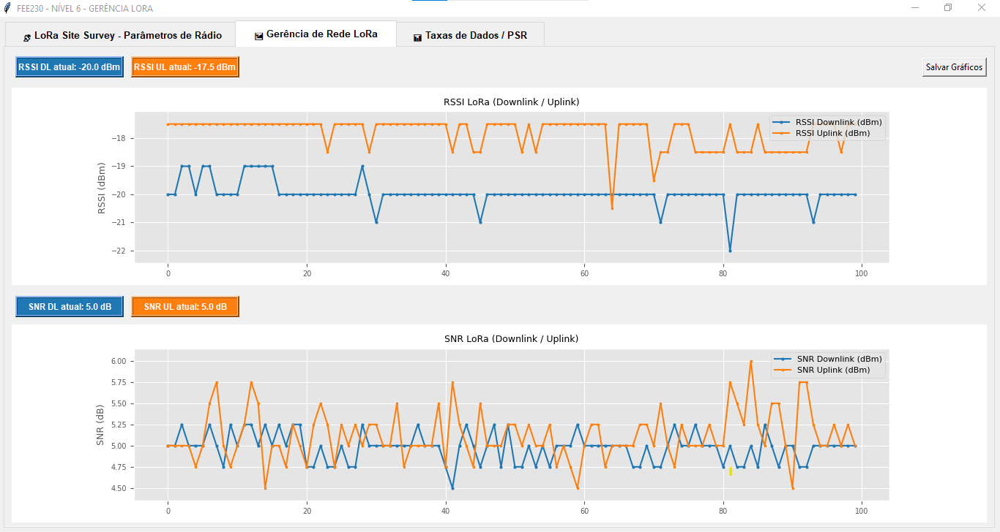 FEE230 - NÍVEL 6 - GERÊNCIA LORA
LoRa Site Survey - Parâmetros de Rádio
Gerência de Rede LoRa
Taxas de Dados / PSR
RSSI DL atual: -20.0 dBm
RSSI UL atual: -17.5 dBm
Salvar Gráficos
RSSI LoRa (Downlink / Uplink)
RSSI Downlink (dBm)
RSSI Uplink (dBm)
RSSI (dBm)
−18
−19
−20
−21
−22
0 20 40 60 80 100
SNR DL atual: 5.0 dB
SNR UL atual: 5.0 dB
SNR LoRa (Downlink / Uplink)
SNR Downlink (dBm)
SNR Uplink (dBm)
SNR (dB)
6.00
5.75
5.50
5.25
5.00
4.75
4.50
0 20 40 60 80 100